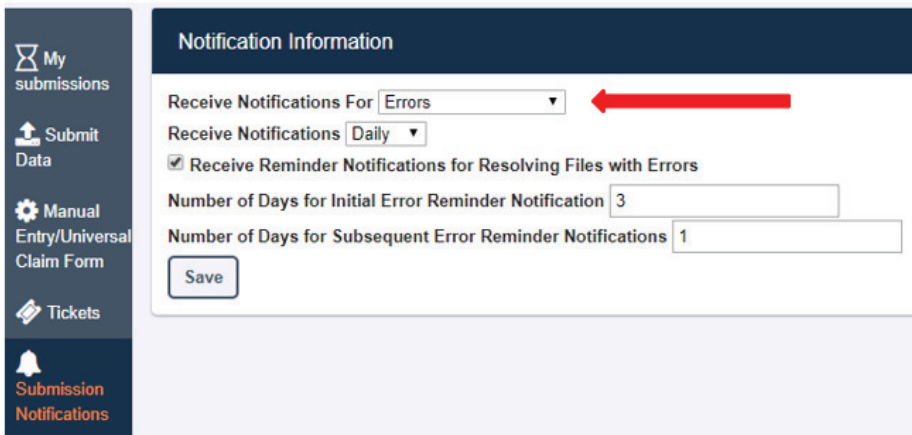 My
submissions
Submit
Data
Manual
Entry/Universal
Claim Form
Tickets
Submission
Notifications
Notification Information
Receive Notifications For Errors
Receive Notifications Daily
Receive Reminder Notifications for Resolving Files with Errors
Number of Days for Initial Error Reminder Notification 3
Number of Days for Subsequent Error Reminder Notifications 1
Save